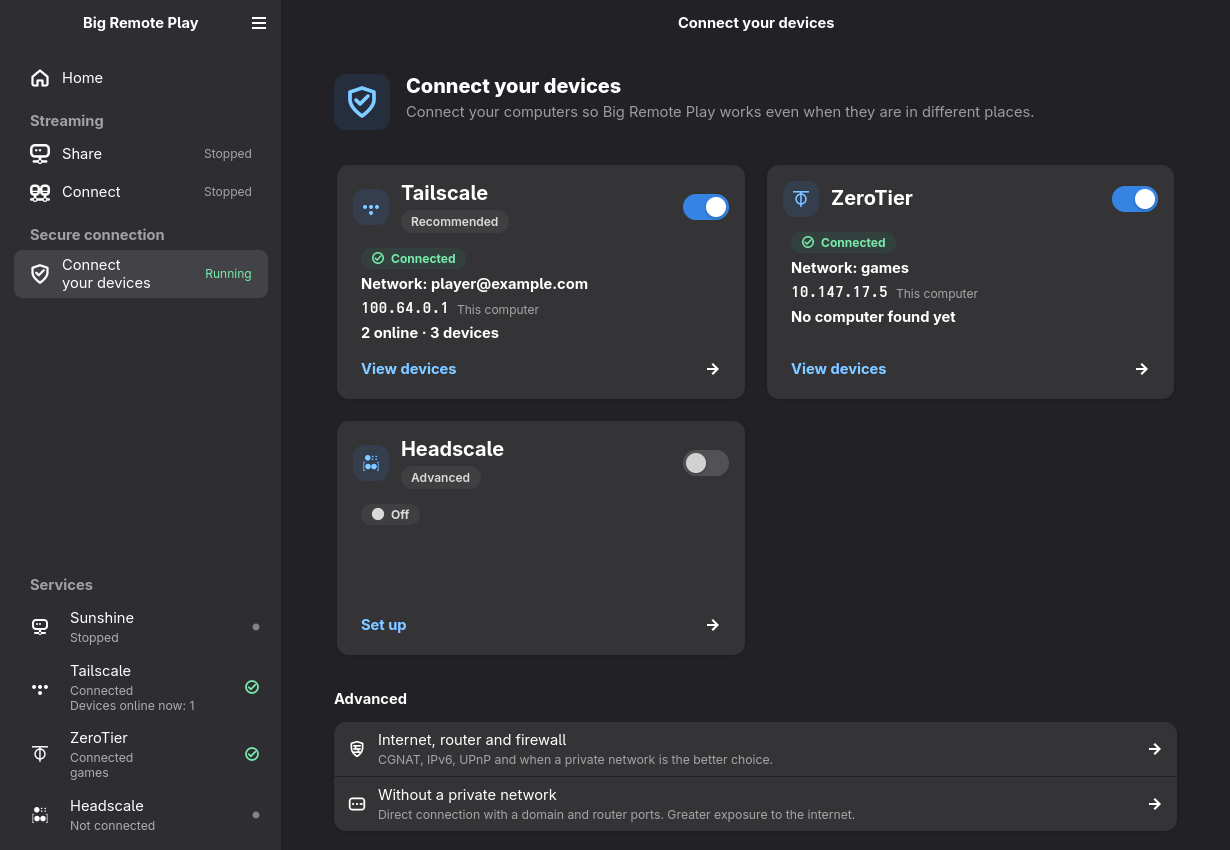 Big Remote Play
Connect your devices
Home
Streaming
Share
Stopped
Connect
Stopped
Secure connection
Connect
your devices
Running
Services
Sunshine
Stopped
Tailscale
Connected
Devices online now: 1
ZeroTier
Connected
games
Headscale
Not connected
Connect your devices
Connect your computers so Big Remote Play works even when they are in different places.
Tailscale
Recommended
Connected
Network: player@example.com
100.64.0.1 This computer
2 online · 3 devices
View devices
ZeroTier
Connected
Network: games
10.147.17.5 This computer
No computer found yet
View devices
Headscale
Advanced
Off
Set up
Advanced
Internet, router and firewall
CGNAT, IPv6, UPnP and when a private network is the better choice.
Without a private network
Direct connection with a domain and router ports. Greater exposure to the internet.